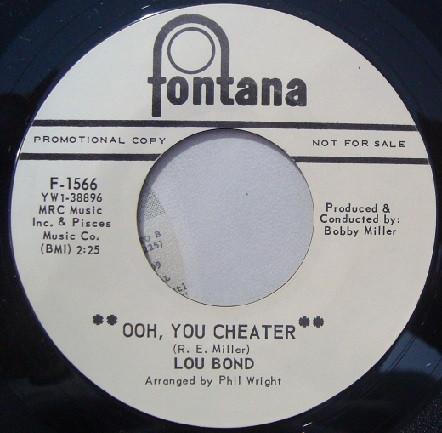 fontana
PROMOTIONAL COPY
NOT FOR SALE
F-1566
YW1-38896
MRC Music
Inc. & Pisces
Music Co.
(BMI) 2:25
Produced &
Conducted by:
Bobby Miller
**OOH, YOU CHEATER**
(R. E. Miller)
LOU BOND
Arranged by Phil Wright